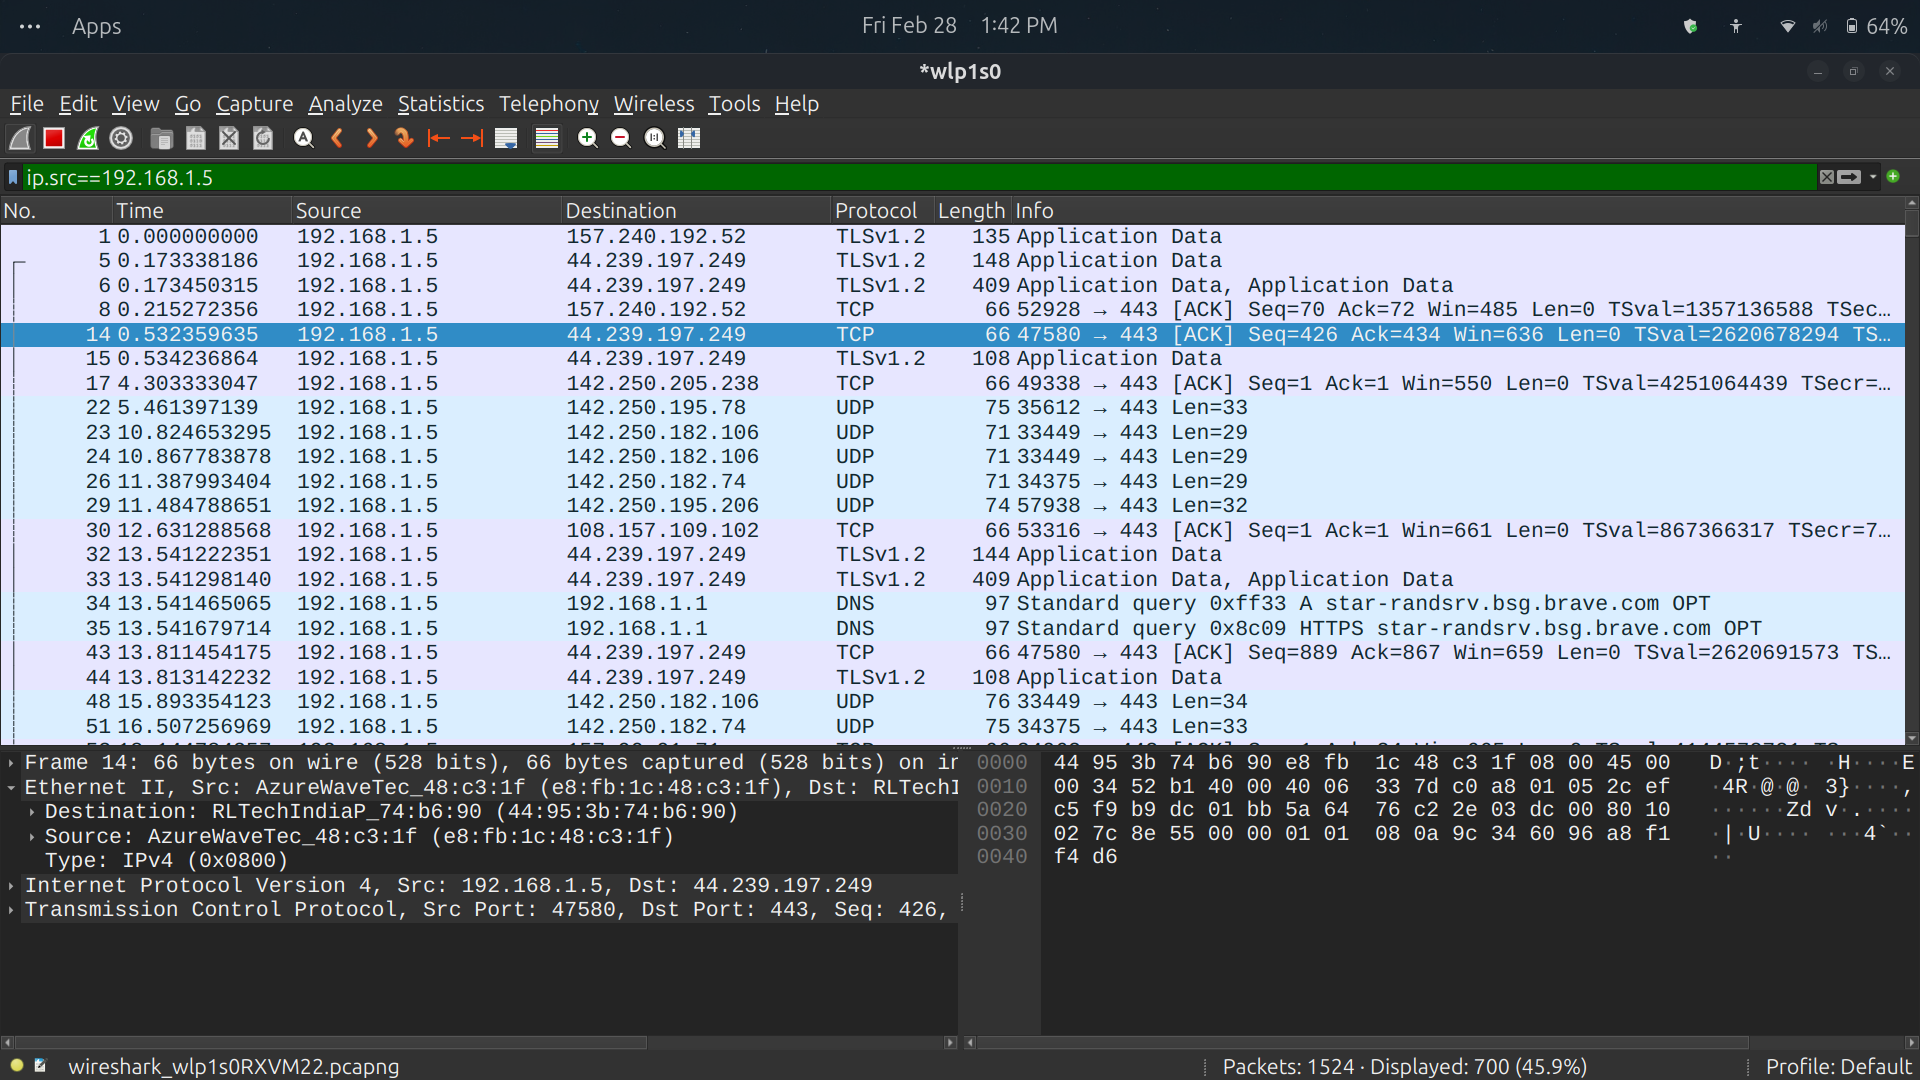 Apps
Fri Feb 28 1:42 PM
64%
*wlp1s0
File Edit View Go Capture Analyze Statistics Telephony Wireless Tools Help
ip.src==192.168.1.5
No. Time Source Destination Protocol Length Info
1 0.000000000 192.168.1.5 157.240.192.52 TLSv1.2 135 Application Data
5 0.173338186 192.168.1.5 44.239.197.249 TLSv1.2 148 Application Data
6 0.173450315 192.168.1.5 44.239.197.249 TLSv1.2 409 Application Data, Application Data
8 0.215272356 192.168.1.5 157.240.192.52 TCP 66 52928 → 443 [ACK] Seq=70 Ack=72 Win=485 Len=0 TSval=1357136588 TSec…
14 0.532359635 192.168.1.5 44.239.197.249 TCP 66 47580 → 443 [ACK] Seq=426 Ack=434 Win=636 Len=0 TSval=2620678294 TS…
15 0.534236864 192.168.1.5 44.239.197.249 TLSv1.2 108 Application Data
17 4.303333047 192.168.1.5 142.250.205.238 TCP 66 49338 → 443 [ACK] Seq=1 Ack=1 Win=550 Len=0 TSval=4251064439 TSecr=…
22 5.461397139 192.168.1.5 142.250.195.78 UDP 75 35612 → 443 Len=33
23 10.824653295 192.168.1.5 142.250.182.106 UDP 71 33449 → 443 Len=29
24 10.867783878 192.168.1.5 142.250.182.106 UDP 71 33449 → 443 Len=29
26 11.387993404 192.168.1.5 142.250.182.74 UDP 71 34375 → 443 Len=29
29 11.484788651 192.168.1.5 142.250.195.206 UDP 74 57938 → 443 Len=32
30 12.631288568 192.168.1.5 108.157.109.102 TCP 66 53316 → 443 [ACK] Seq=1 Ack=1 Win=661 Len=0 TSval=867366317 TSecr=7…
32 13.541222351 192.168.1.5 44.239.197.249 TLSv1.2 144 Application Data
33 13.541298140 192.168.1.5 44.239.197.249 TLSv1.2 409 Application Data, Application Data
34 13.541465065 192.168.1.5 192.168.1.1 DNS 97 Standard query 0xff33 A star-randsrv.bsg.brave.com OPT
35 13.541679714 192.168.1.5 192.168.1.1 DNS 97 Standard query 0x8c09 HTTPS star-randsrv.bsg.brave.com OPT
43 13.811454175 192.168.1.5 44.239.197.249 TCP 66 47580 → 443 [ACK] Seq=889 Ack=867 Win=659 Len=0 TSval=2620691573 TS…
44 13.813142232 192.168.1.5 44.239.197.249 TLSv1.2 108 Application Data
48 15.893354123 192.168.1.5 142.250.182.106 UDP 76 33449 → 443 Len=34
51 16.507256969 192.168.1.5 142.250.182.74 UDP 75 34375 → 443 Len=33
Frame 14: 66 bytes on wire (528 bits), 66 bytes captured (528 bits) on in
Ethernet II, Src: AzureWaveTec_48:c3:1f (e8:fb:1c:48:c3:1f), Dst: RLTechI
Destination: RLTechIndiaP_74:b6:90 (44:95:3b:74:b6:90)
Source: AzureWaveTec_48:c3:1f (e8:fb:1c:48:c3:1f)
Type: IPv4 (0x0800)
Internet Protocol Version 4, Src: 192.168.1.5, Dst: 44.239.197.249
Transmission Control Protocol, Src Port: 47580, Dst Port: 443, Seq: 426,
0000 44 95 3b 74 b6 90 e8 fb 1c 48 c3 1f 08 00 45 00 D·;t···· ·H····E·
0010 00 34 52 b1 40 00 40 06 33 7d c0 a8 01 05 2c ef ·4R·@·@· 3}····,·
0020 c5 f9 b9 dc 01 bb 5a 64 76 c2 2e 03 dc 00 80 10 ······Zd v·.·····
0030 02 7c 8e 55 00 00 01 01 08 0a 9c 34 60 96 a8 f1 ·|·U···· ···4`···
0040 f4 d6 ··
wireshark_wlp1s0RXVM22.pcapng
Packets: 1524 · Displayed: 700 (45.9%)
Profile: Default